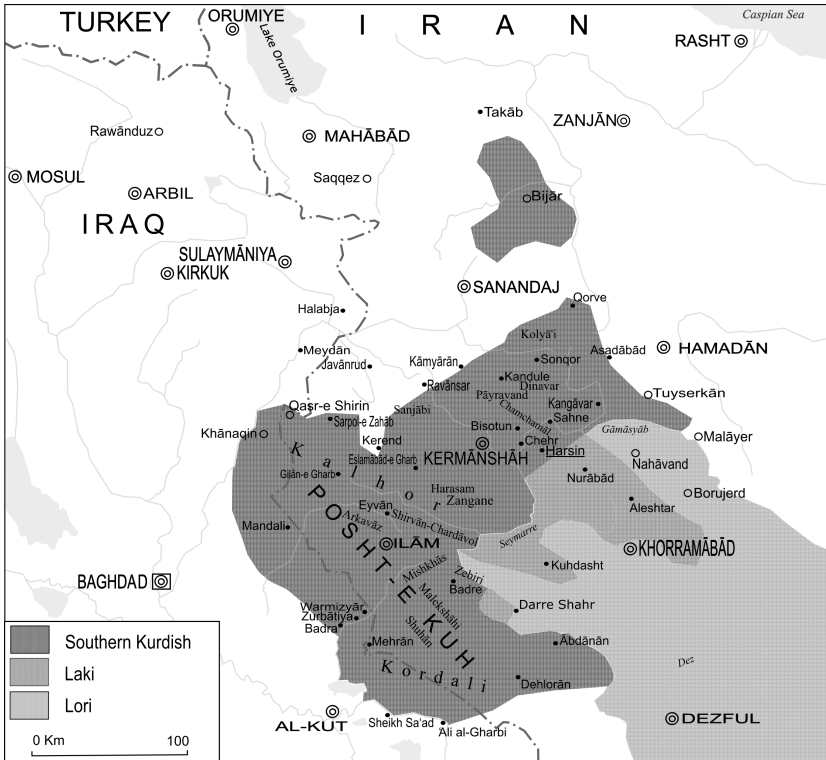 TURKEY
ORUMIYE
I R A N
Caspian Sea
RASHT
Lake Orumiye
Takāb
ZANJĀN
Rawānduz
MAHĀBĀD
MOSUL
Saqqez
ARBIL
Bijār
IRAQ
SULAYMĀNIYA
KIRKUK
SANANDAJ
Qorve
Halabja
Kolyā'i
Meydān
Javānrud
Kāmyārān
Sonqor
Asadābād
HAMADĀN
Ravānsar
Kandule
Dinavar
Pāyravand
Tuyserkān
Qasr-e Shirin
Sanjābi
Chamchamāl
Kangāvar
Sarpol-e Zahāb
Sahne
Khānaqin
Bisotun
Gāmāsyāb
Malāyer
Kerend
Chehr
KERMĀNSHĀH
Harsin
Eslamābād-e Gharb
Nahāvand
Kalhor
Gilān-e Gharb
Nurābād
Harasam
Zangane
Borujerd
Aleshtar
POSHT-E KUH
Eyvān
Arkavāz
Shirvān-Chardāvol
Mandali
Seymarre
ILĀM
KHORRAMĀBĀD
Kuhdasht
Mishkhās
Zebiri
BAGHDAD
Badre
Malekshāhi
Warmizyār
Darre Shahr
Zurbātiya
Badra
Shuhān
Mehrān
Ābdānān
Kordali
Dez
Dehlorān
Southern Kurdish
Laki
Lori
AL-KUT
Sheikh Sa'ad
Ali al-Gharbi
DEZFUL
0 Km 100